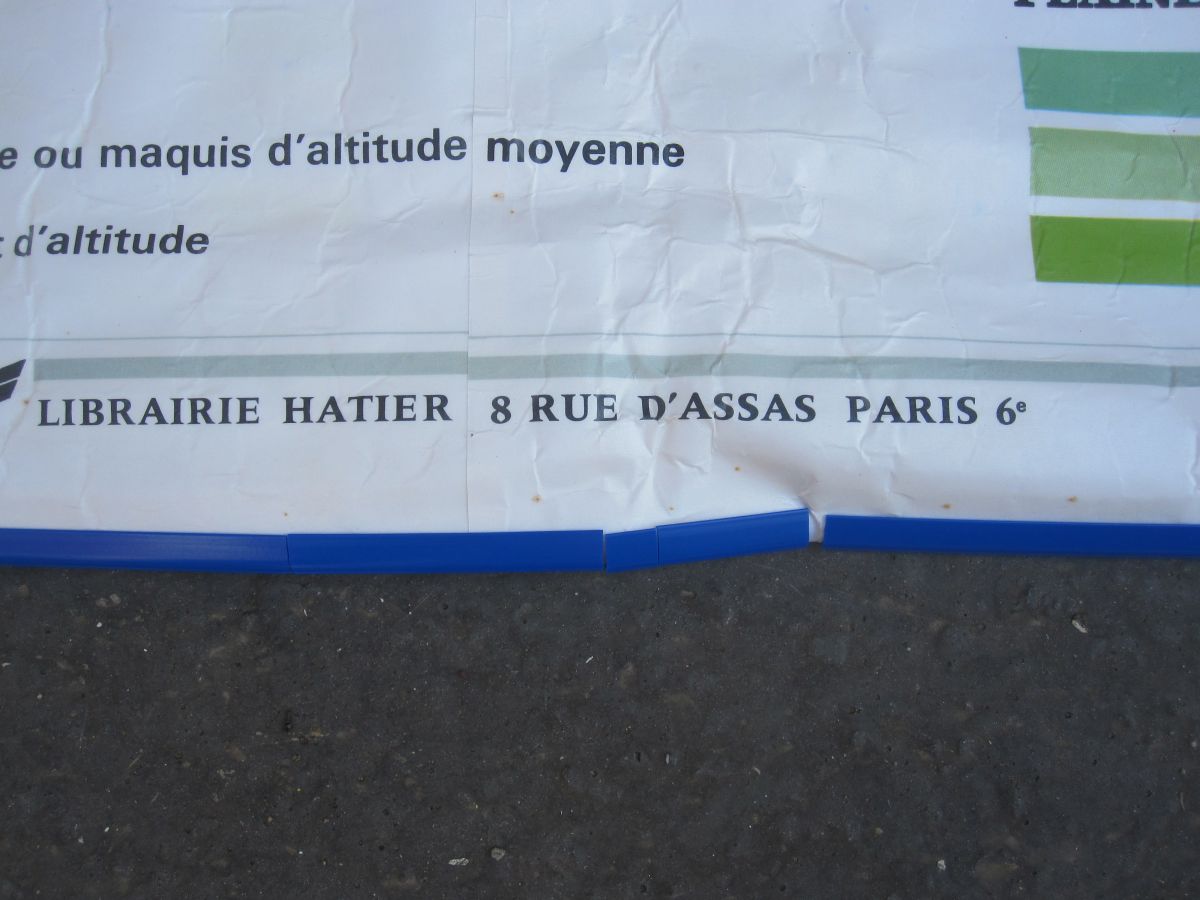 ou maquis d'altitude moyenne
d'altitude
LIBRAIRIE HATIER 8 RUE D'ASSAS PARIS 6e